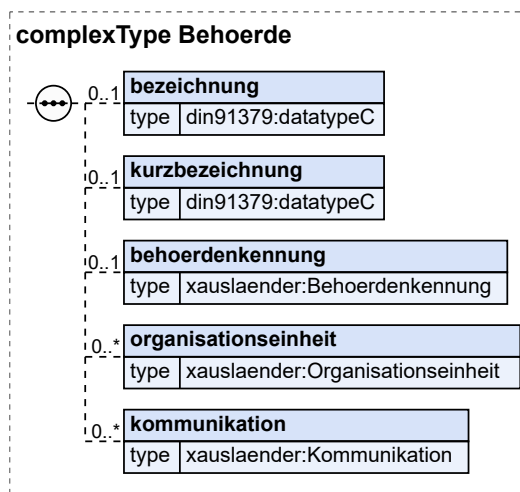 complexType Behoerde
0..1 bezeichnung
type din91379:datatypeC
0..1 kurzbezeichnung
type din91379:datatypeC
0..1 behoerdenkennung
type xauslaender:Behoerdenkennung
0..* organisationseinheit
type xauslaender:Organisationseinheit
0..* kommunikation
type xauslaender:Kommunikation